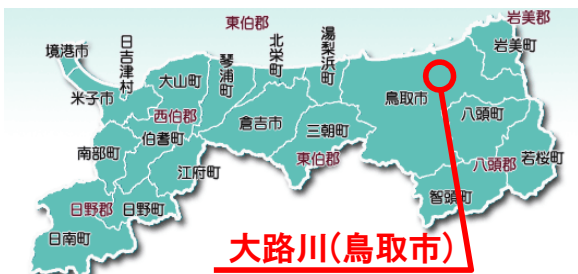 境港市
日吉津村
米子市
大山町
琴浦町
東伯郡
北栄町
湯梨浜町
岩美郡
岩美町
鳥取市
西伯郡
伯耆町
倉吉市
三朝町
八頭町
南部町
江府町
東伯郡
八頭郡
若桜町
智頭町
日野郡
日野町
日南町
大路川(鳥取市)